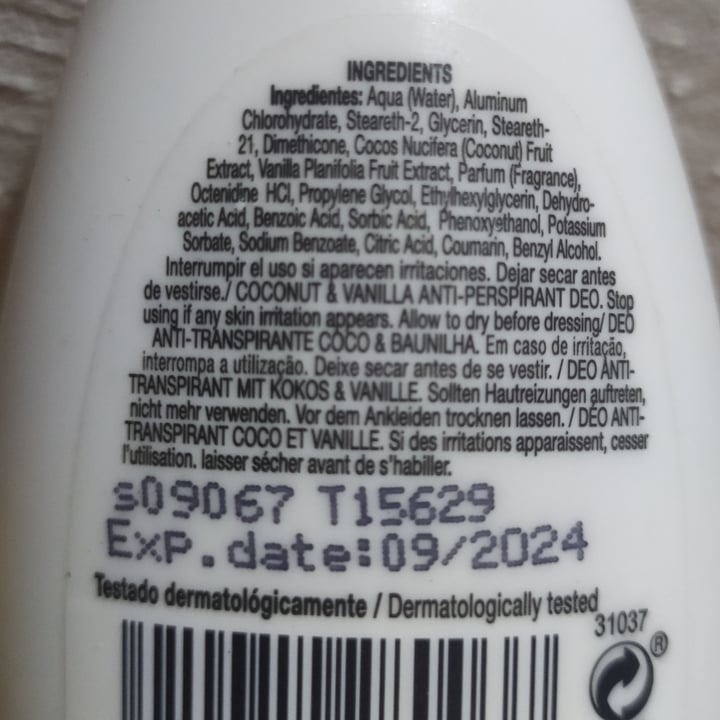 INGREDIENTS
Ingredientes: Aqua (Water), Aluminum
Chlorohydrate, Steareth-2, Glycerin, Steareth-
21, Dimethicone, Cocos Nucifera (Coconut) Fruit
Extract, Vanilla Planifolia Fruit Extract, Parfum (Fragrance),
Octenidine HCl, Propylene Glycol, Ethylhexylglycerin, Dehydro-
acetic Acid, Benzoic Acid, Sorbic Acid, Phenoxyethanol, Potassium
Sorbate, Sodium Benzoate, Citric Acid, Coumarin, Benzyl Alcohol.
Interrumpir el uso si aparecen irritaciones. Dejar secar antes
de vestirse./ COCONUT & VANILLA ANTI-PERSPIRANT DEO. Stop
using if any skin irritation appears. Allow to dry before dressing/ DEO
ANTI-TRANSPIRANTE COCO & BAUNILHA. Em caso de irritação,
interrompa a utilização. Deixe secar antes de se vestir. / DEO ANTI-
TRANSPIRANT MIT KOKOS & VANILLE. Sollten Hautreizungen auftreten,
nicht mehr verwenden. Vor dem Ankleiden trocknen lassen. / DÉO ANTI-
TRANSPIRANT COCO ET VANILLE. Si des irritations apparaissent, cesser
l'utilisation. laisser sécher avant de s'habiller.
s09067 T15629
Exp.date:09/2024
Testado dermatológicamente / Dermatologically tested
31037
®